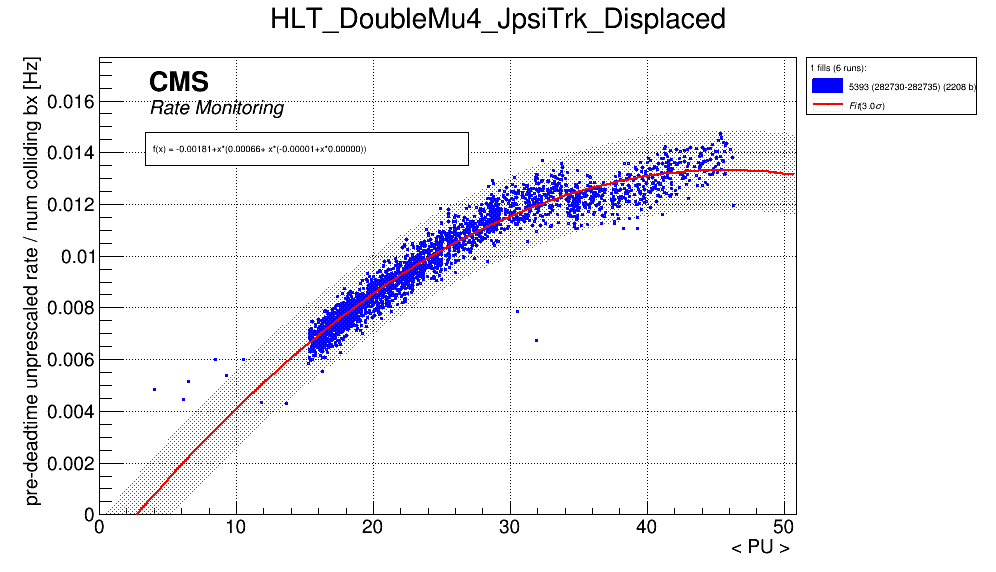 HLT_DoubleMu4_JpsiTrk_Displaced
pre-deadtime unprescaled rate / num colliding bx [Hz]
CMS
Rate Monitoring
f(x) = -0.00181+x*(0.00066+ x*(-0.00001+x*0.00000))
1 fills (6 runs):
5393 (282730-282735) (2208 b)
Fit(3.0σ)
0.016
0.014
0.012
0.01
0.008
0.006
0.004
0.002
0
0 10 20 30 40 50
< PU >